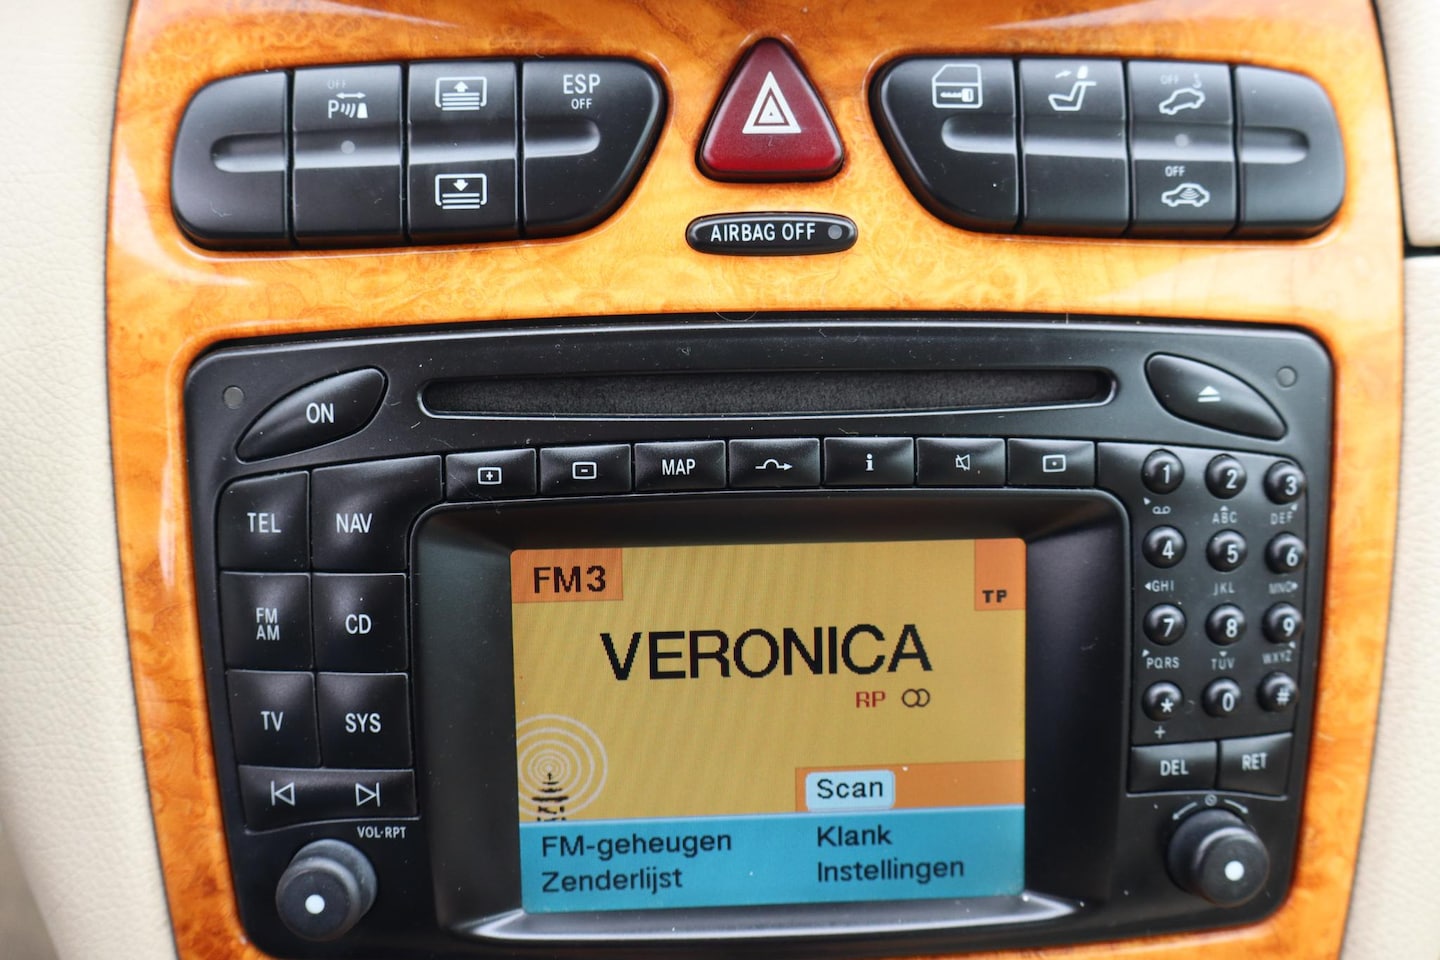 OFF
P
ESP
OFF
OFF
OFF
AIRBAG OFF
ON
MAP
i
TEL
NAV
FM
AM
CD
TV
SYS
VOL·RPT
FM3
TP
VERONICA
RP
Scan
FM-geheugen
Klank
Zenderlijst
Instellingen
1
2
3
ABC
DEF
4
5
6
GHI
JKL
MNO
7
8
9
PQRS
TUV
WXYZ
*
0
#
+
DEL
RET